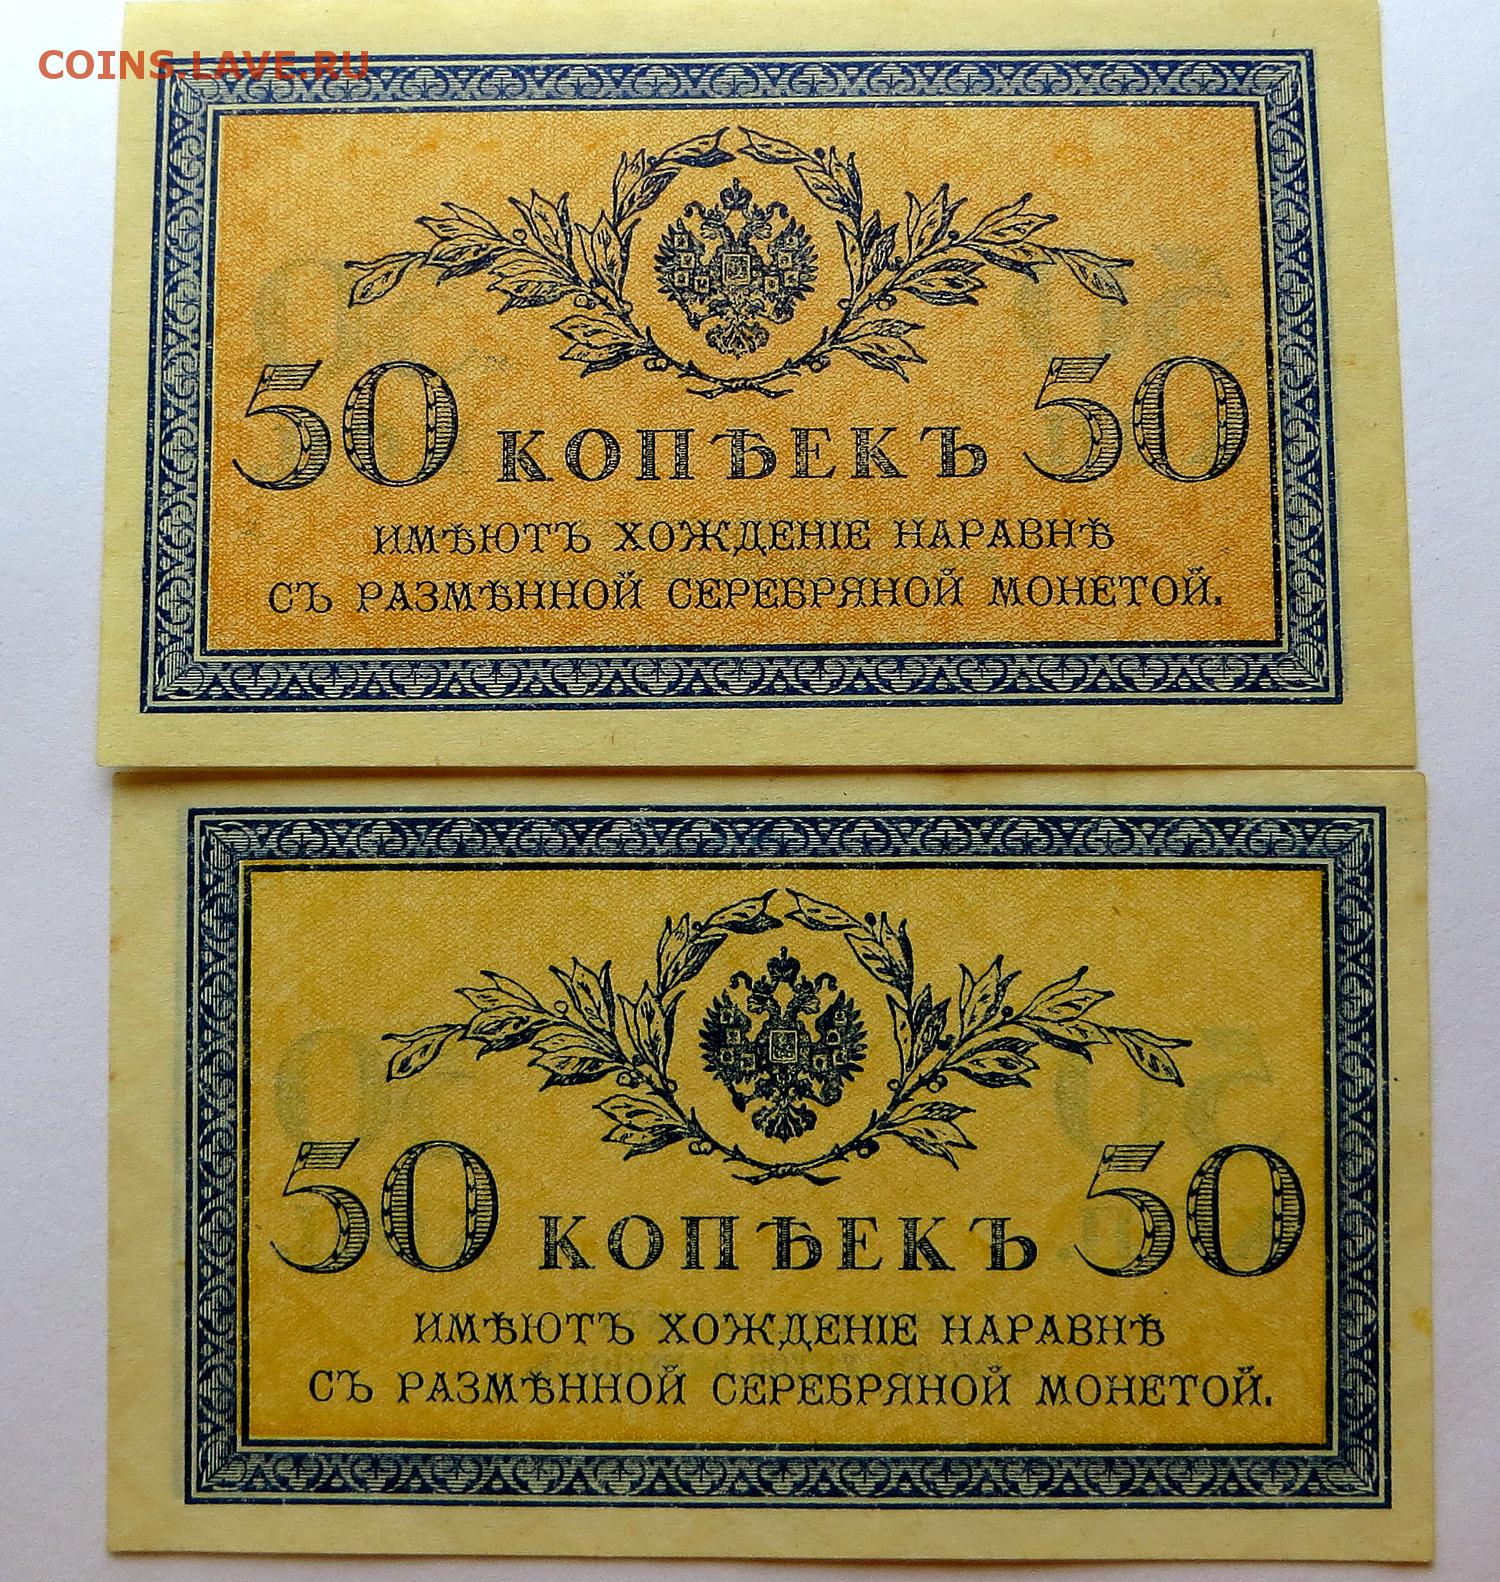 COINS.LAVE.RU
50 КОПѢЕКЪ 50
ИМѢЮТЪ ХОЖДЕНІЕ НАРАВНѢ
СЪ РАЗМѢННОЙ СЕРЕБРЯНОЙ МОНЕТОЙ.
50 КОПѢЕКЪ 50
ИМѢЮТЪ ХОЖДЕНІЕ НАРАВНѢ
СЪ РАЗМѢННОЙ СЕРЕБРЯНОЙ МОНЕТОЙ.